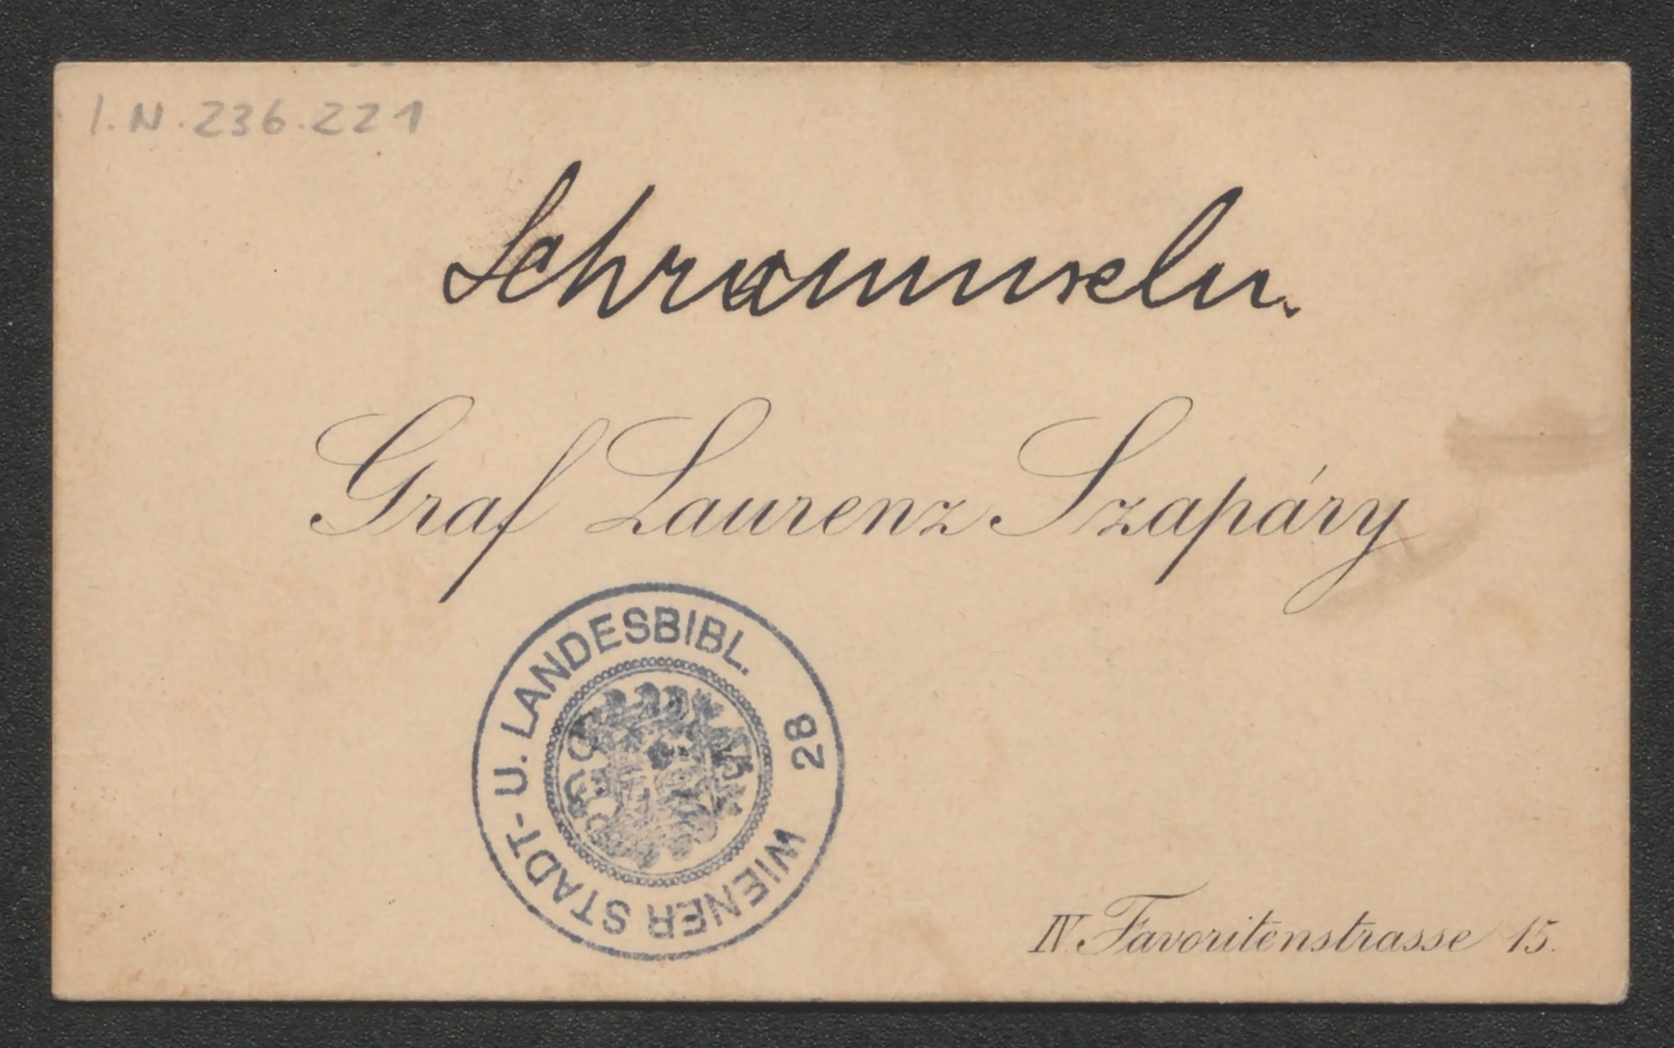 I.N.236.221
Schrammeln.
Graf Laurenz Szapáry
WIENER STADT- U. LANDESBIBL. 28
IV. Favoritenstrasse 15.